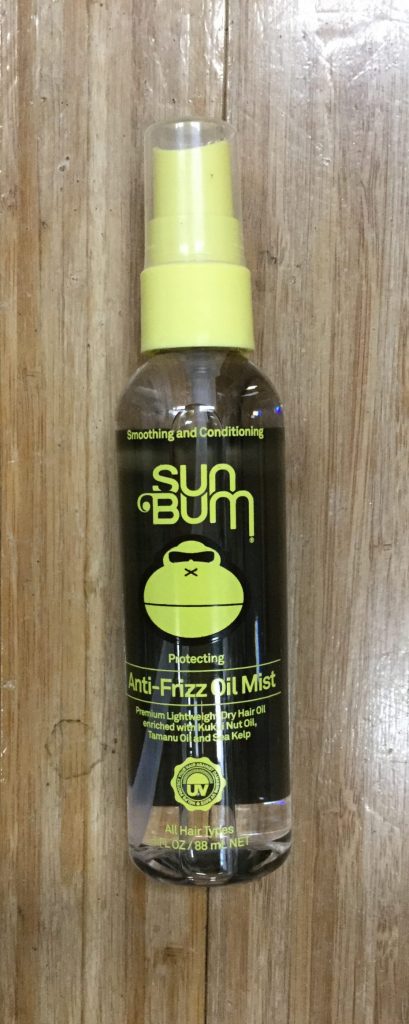 Smoothing and Conditioning
SUN
BUM
®
Protecting
Anti-Frizz Oil Mist
Premium Lightweight Dry Hair Oil
enriched with Kukui Nut Oil,
Tamanu Oil and Sea Kelp
UV
All Hair Types
FL OZ / 88 mL NET